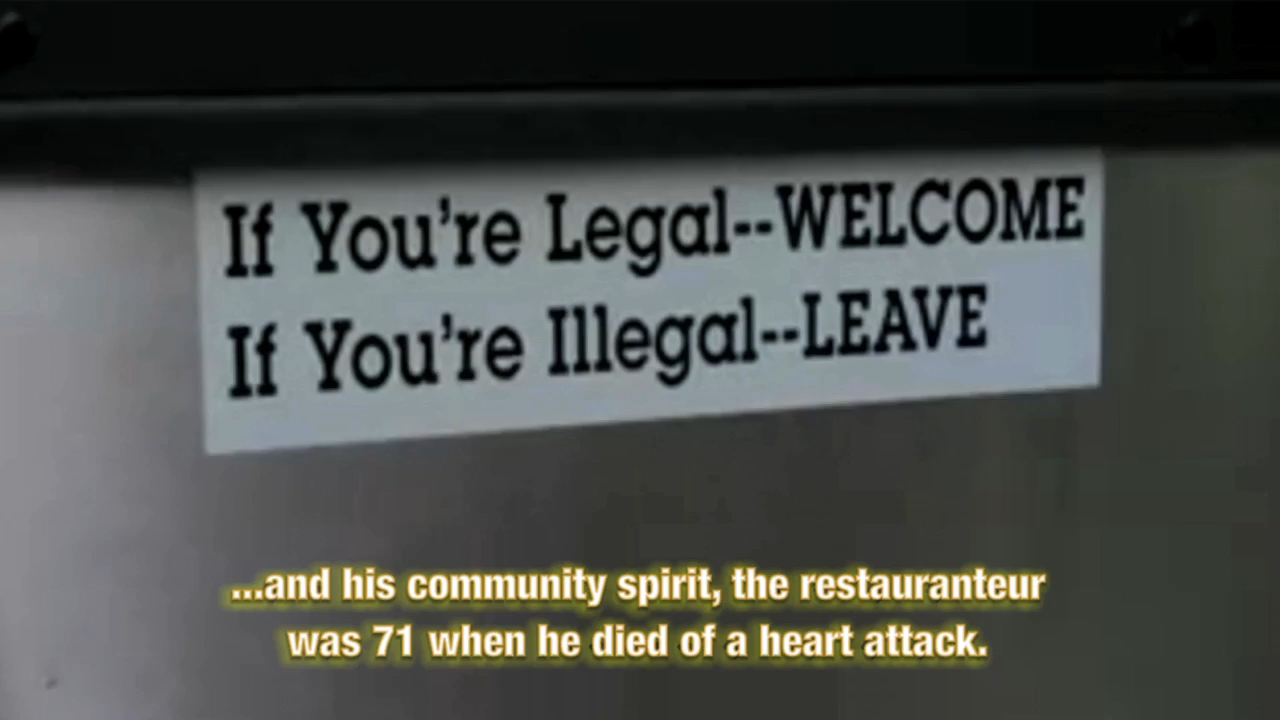 If You're Legal--WELCOME
If You're Illegal--LEAVE
...and his community spirit, the restauranteur
was 71 when he died of a heart attack.